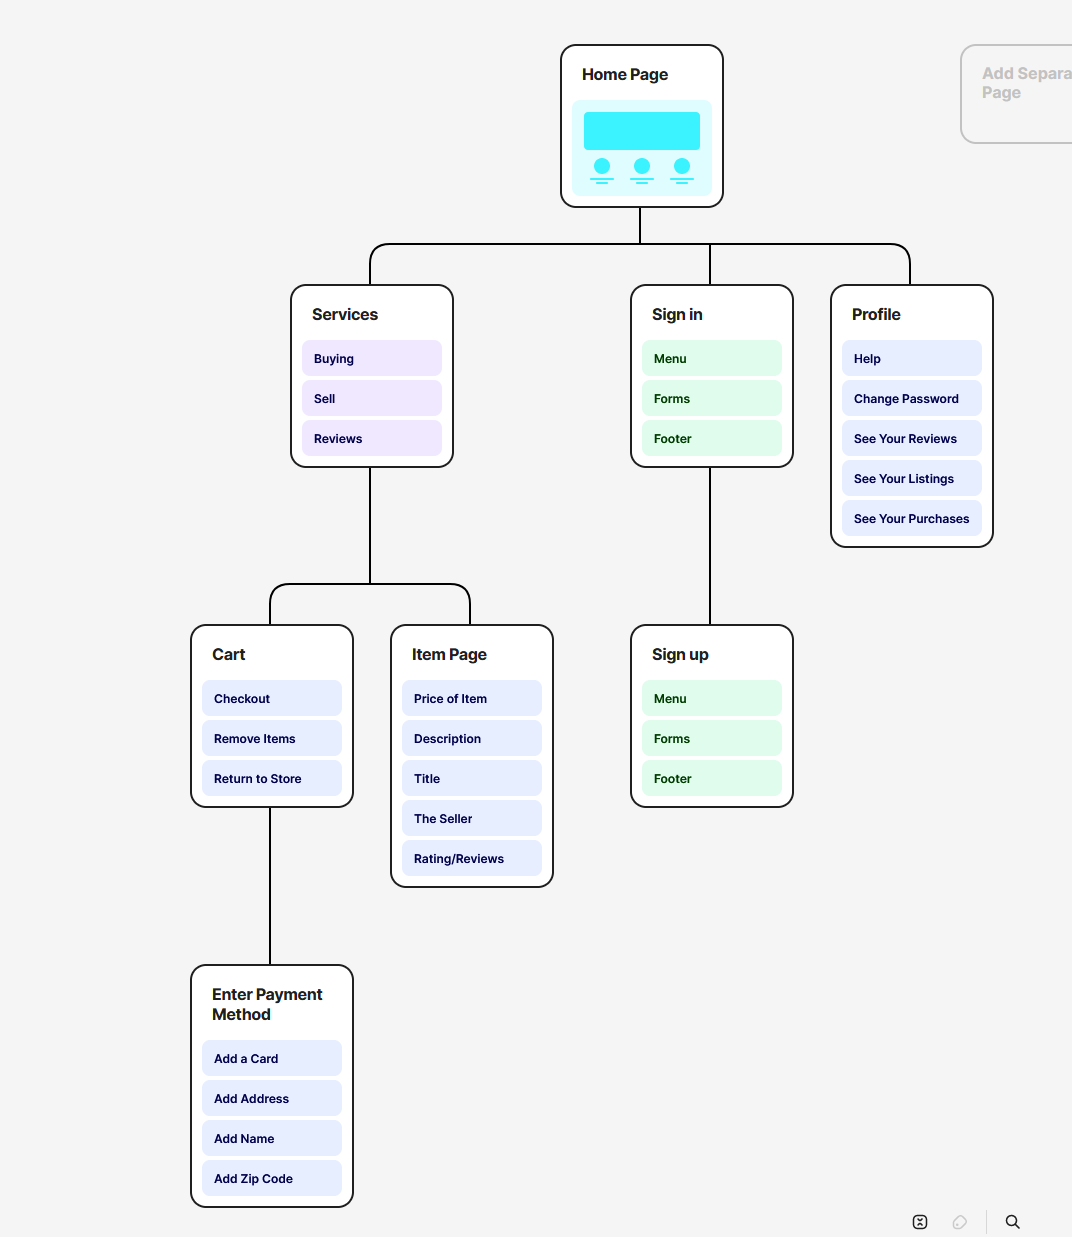 Home Page
Add Separa
Page
Services
Buying
Sell
Reviews
Sign in
Menu
Forms
Footer
Profile
Help
Change Password
See Your Reviews
See Your Listings
See Your Purchases
Cart
Checkout
Remove Items
Return to Store
Item Page
Price of Item
Description
Title
The Seller
Rating/Reviews
Sign up
Menu
Forms
Footer
Enter Payment
Method
Add a Card
Add Address
Add Name
Add Zip Code